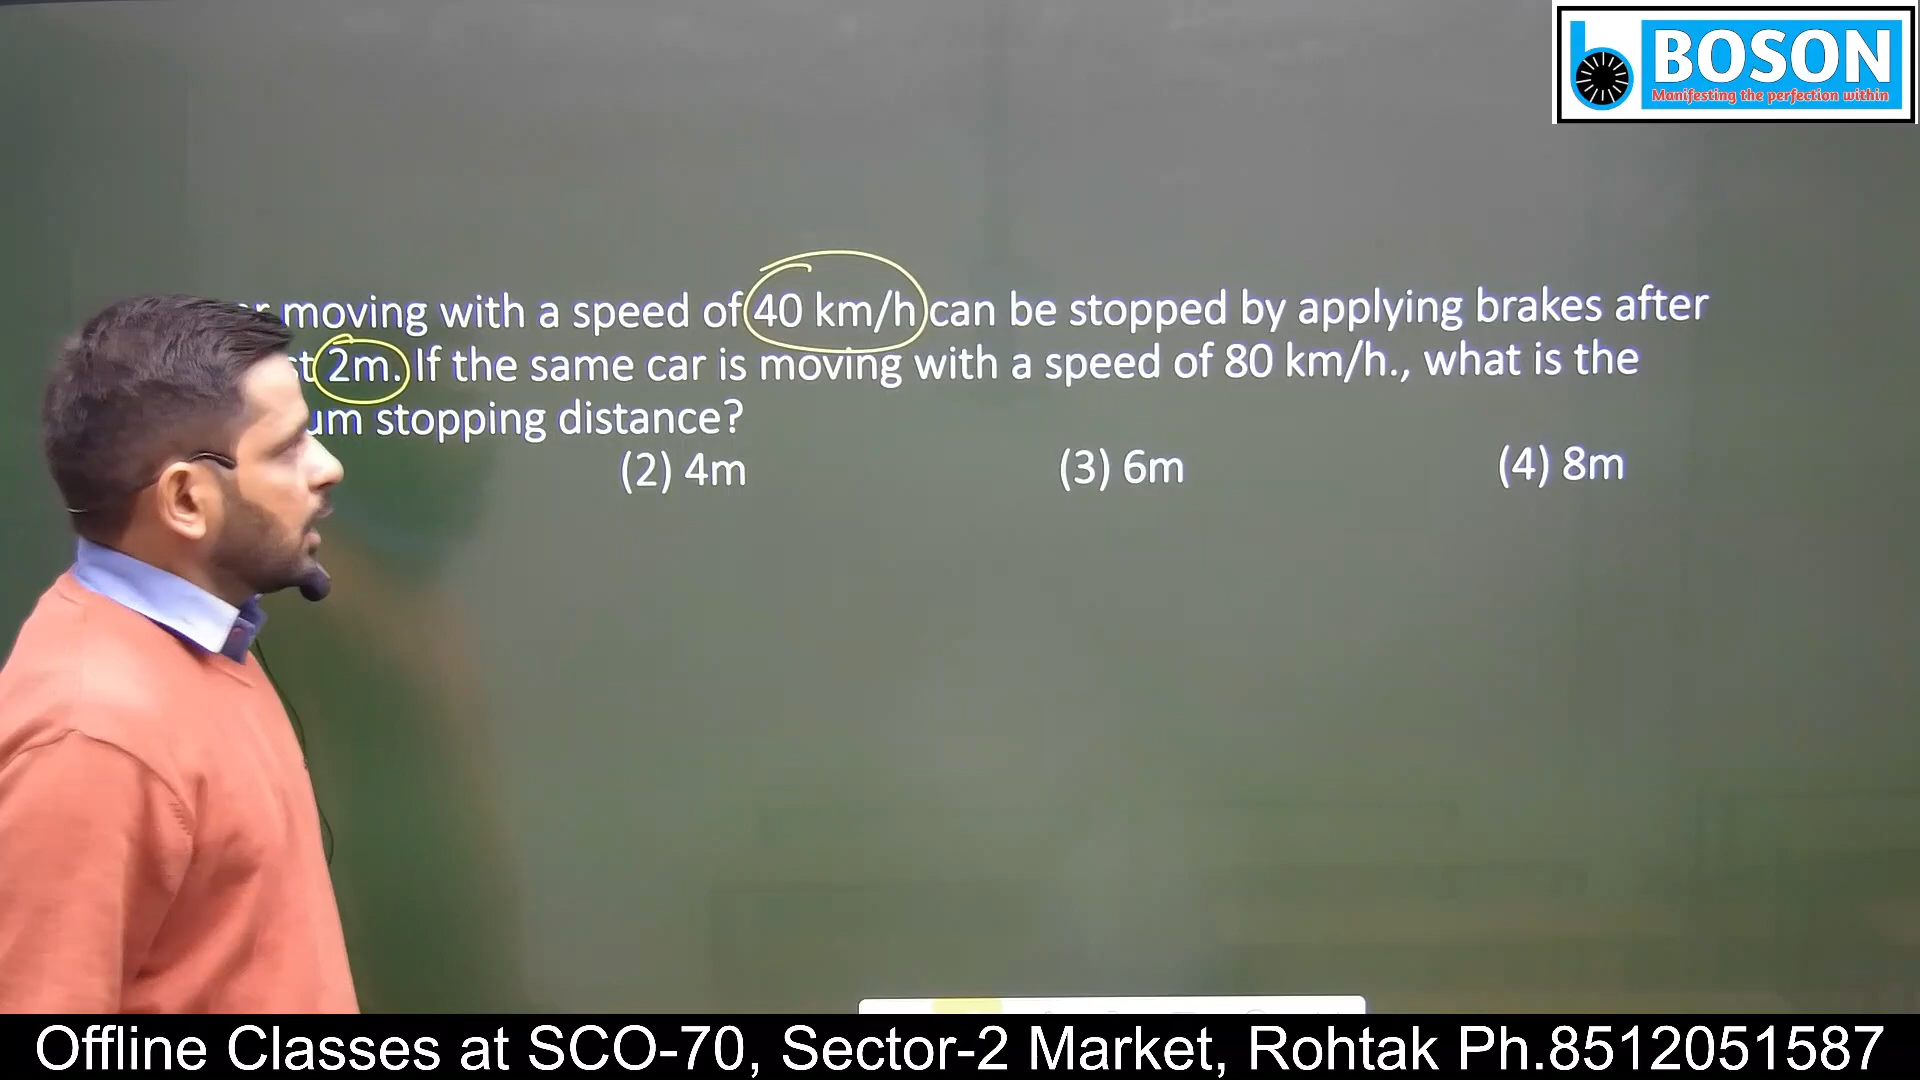 BOSON
Manifesting the perfection within
moving with a speed of 40 km/h can be stopped by applying brakes after
2m. If the same car is moving with a speed of 80 km/h., what is the
stopping distance?
(2) 4m (3) 6m (4) 8m
Offline Classes at SCO-70, Sector-2 Market, Rohtak Ph.8512051587